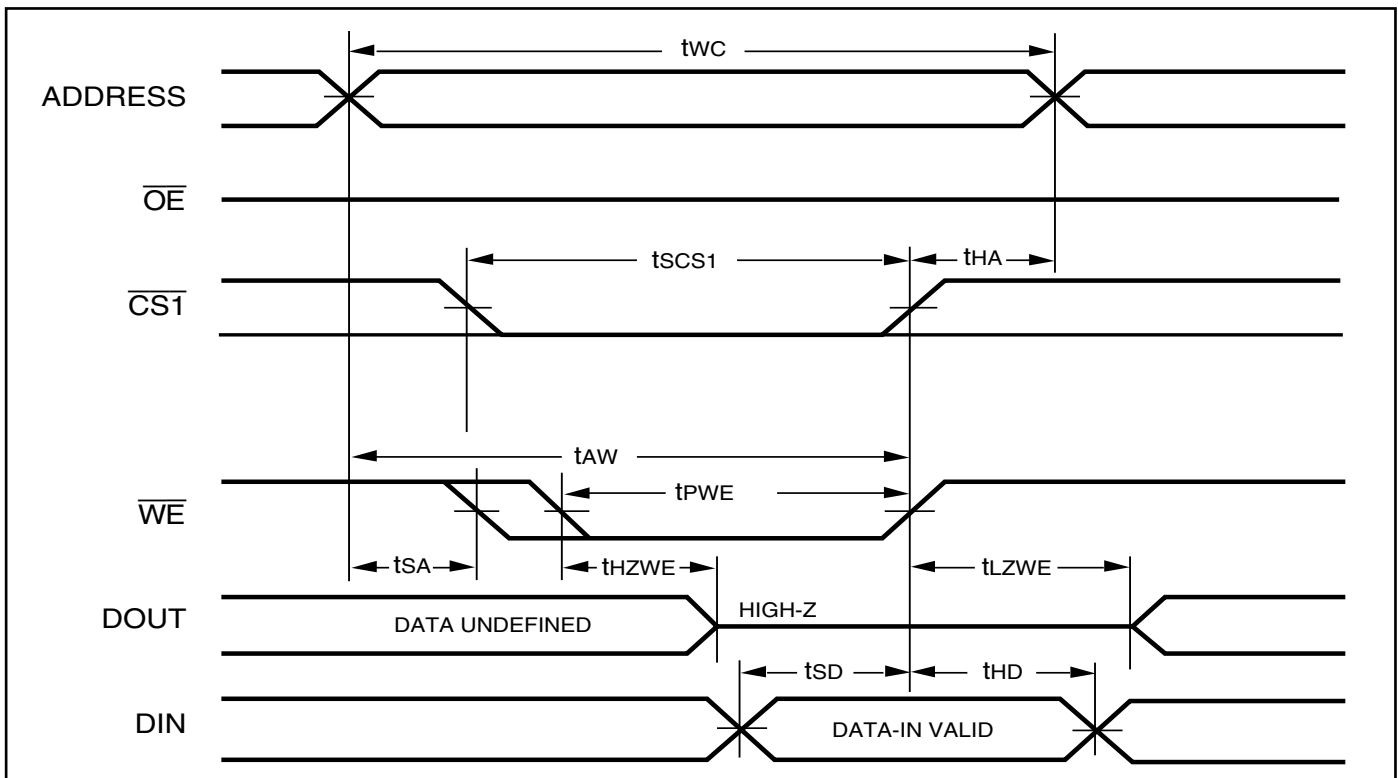 tWC
ADDRESS
OE
tSCS1
tHA
CS1
tAW
tPWE
WE
tSA
tHZWE
tLZWE
DOUT
DATA UNDEFINED
HIGH-Z
tSD
tHD
DIN
DATA-IN VALID